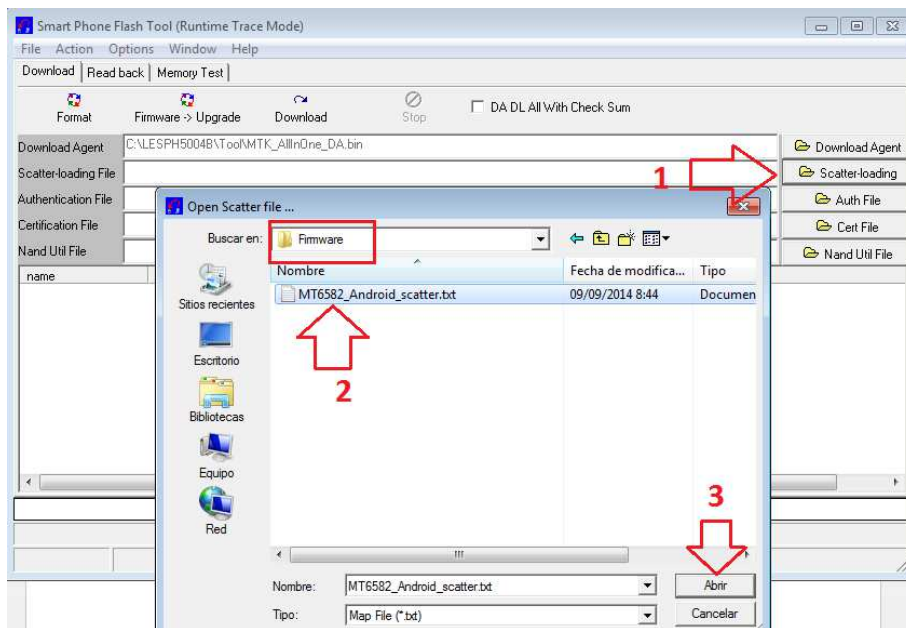 Smart Phone Flash Tool (Runtime Trace Mode)
File Action Options Window Help
Download Read back Memory Test
Format Firmware -> Upgrade Download Stop DA DL All With Check Sum
Download Agent C:\LESPH5004B\Tool\MTK_AllInOne_DA.bin Download Agent
Scatter-loading File 1 Scatter-loading
Authentication File Auth File
Certification File Cert File
Nand Util File Nand Util File
name
Open Scatter file ...
Buscar en: Firmware
Nombre Fecha de modifica... Tipo
MT6582_Android_scatter.txt 09/09/2014 8:44 Documen
Sitios recientes
Escritorio
2
Bibliotecas
Equipo
Red
3
Nombre: MT6582_Android_scatter.txt Abrir
Tipo: Map File (*.txt) Cancelar